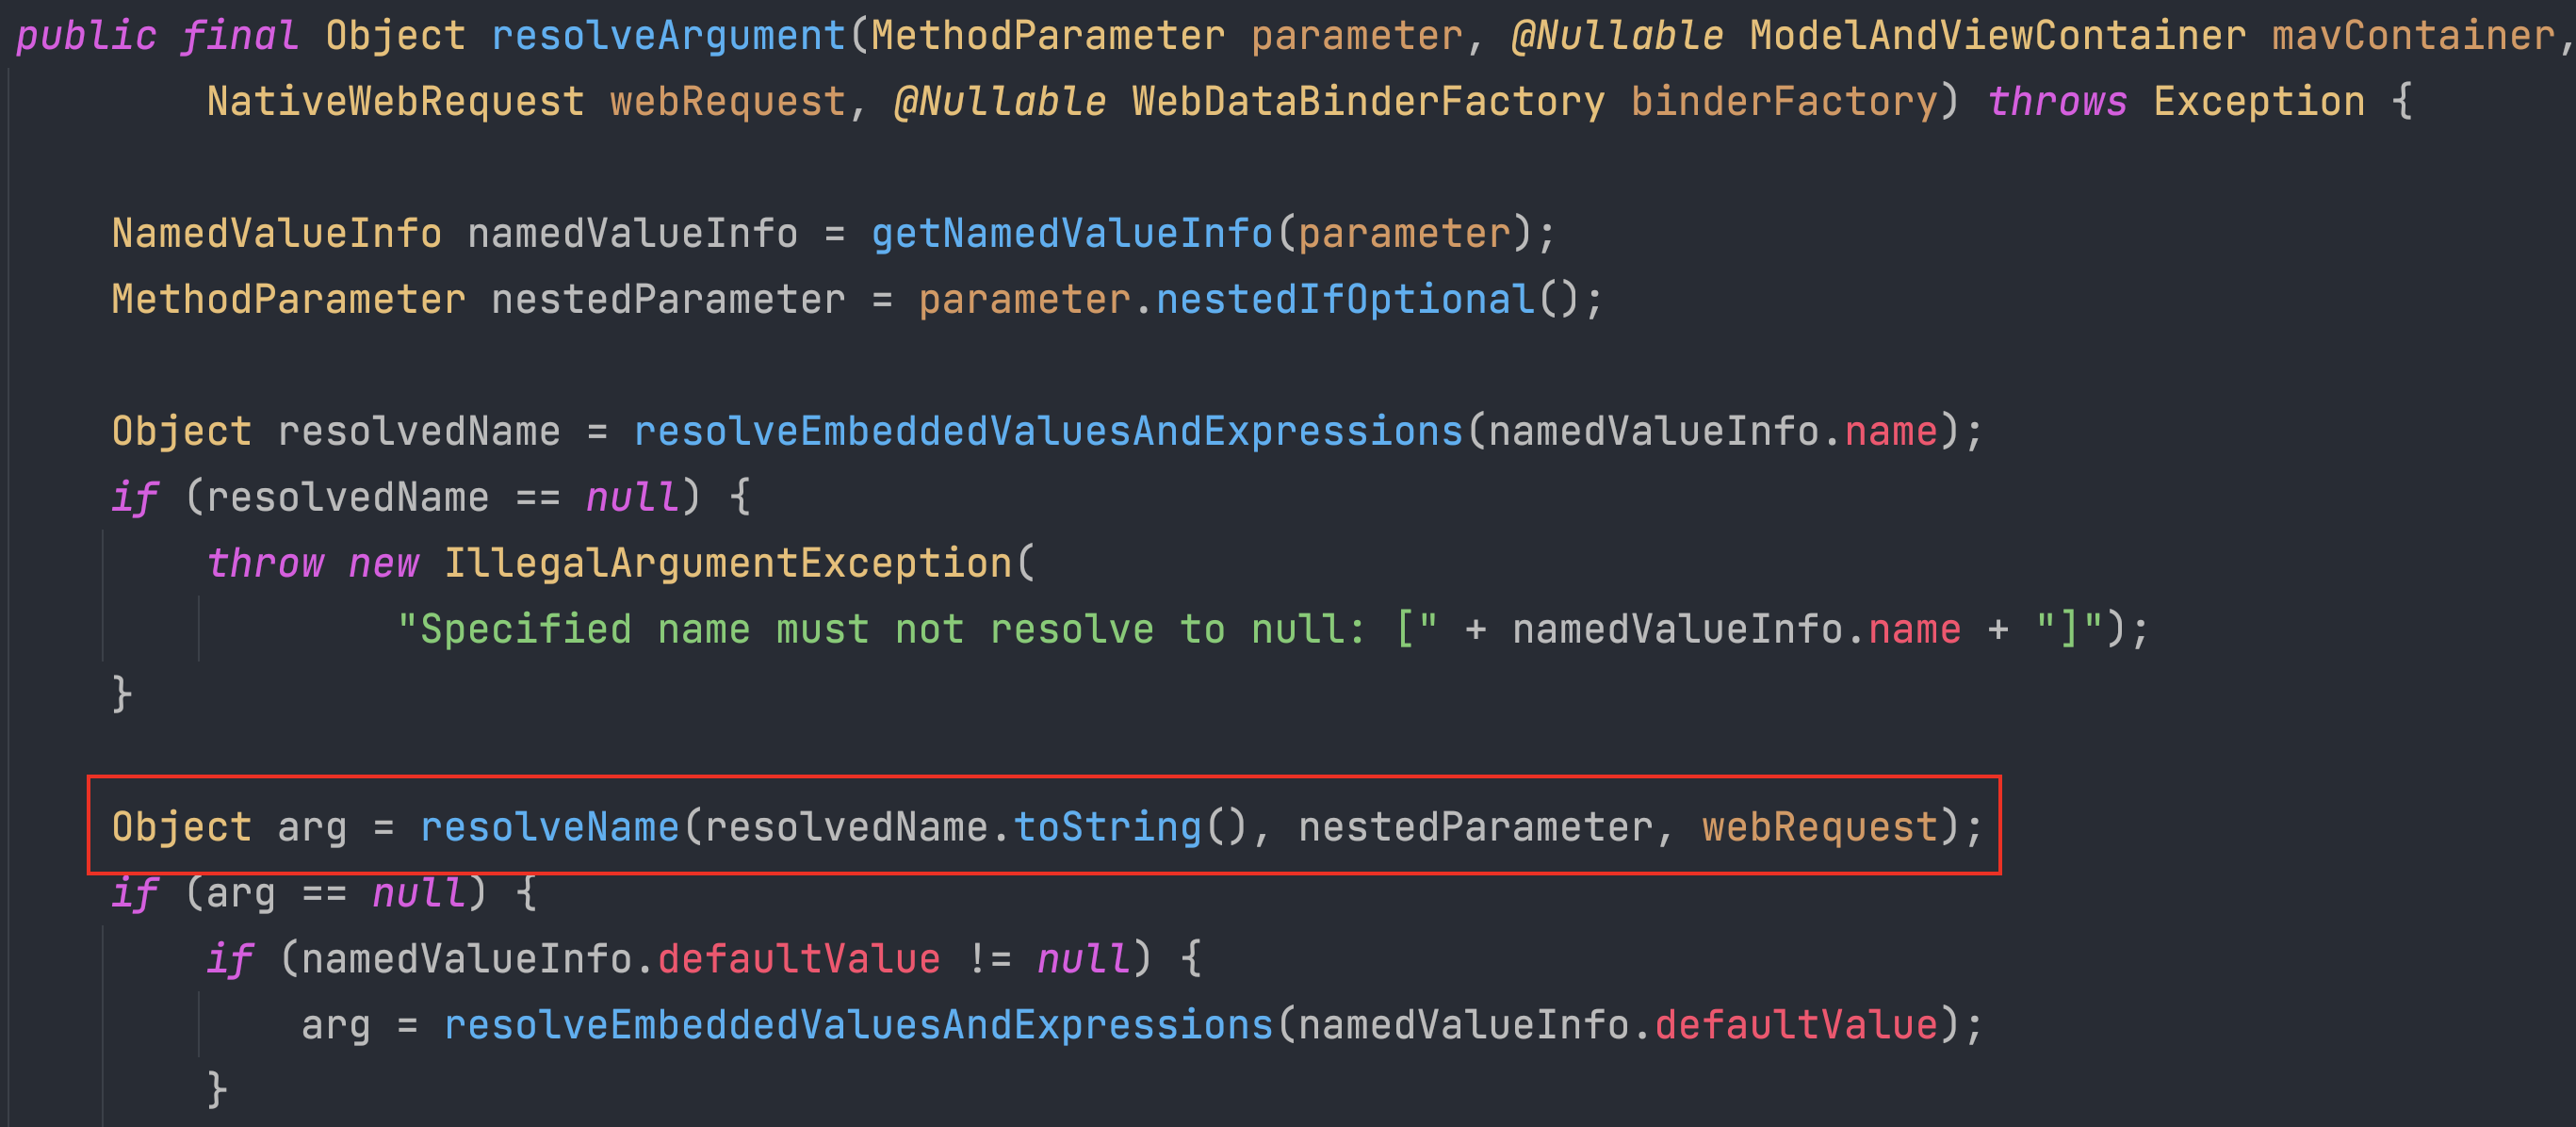 public final Object resolveArgument(MethodParameter parameter, @Nullable ModelAndViewContainer mavContainer,
NativeWebRequest webRequest, @Nullable WebDataBinderFactory binderFactory) throws Exception {
NamedValueInfo namedValueInfo = getNamedValueInfo(parameter);
MethodParameter nestedParameter = parameter.nestedIfOptional();
Object resolvedName = resolveEmbeddedValuesAndExpressions(namedValueInfo.name);
if (resolvedName == null) {
throw new IllegalArgumentException(
"Specified name must not resolve to null: [" + namedValueInfo.name + "]");
}
Object arg = resolveName(resolvedName.toString(), nestedParameter, webRequest);
if (arg == null) {
if (namedValueInfo.defaultValue != null) {
arg = resolveEmbeddedValuesAndExpressions(namedValueInfo.defaultValue);
}